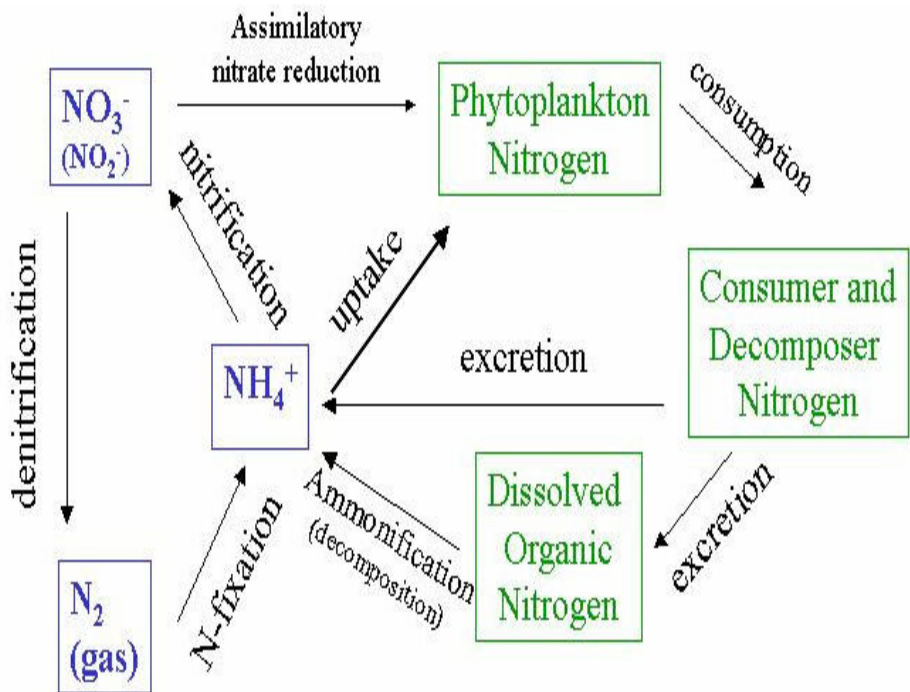 Assimilatory
nitrate reduction
NO₃⁻
(NO₂⁻)
Phytoplankton
Nitrogen
consumption
nitrification
uptake
denitrification
Consumer and
Decomposer
Nitrogen
excretion
NH₄⁺
Dissolved
Organic
Nitrogen
excretion
Ammonification
(decomposition)
N-fixation
N₂
(gas)